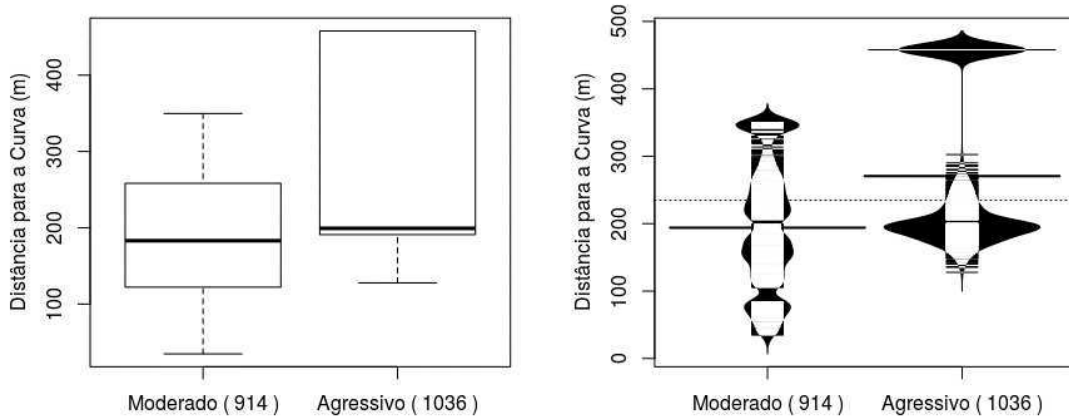 Distância para a Curva (m)
400
300
200
100
Moderado ( 914 )
Agressivo ( 1036 )
Distância para a Curva (m)
500
400
300
200
100
0
Moderado ( 914 )
Agressivo ( 1036 )